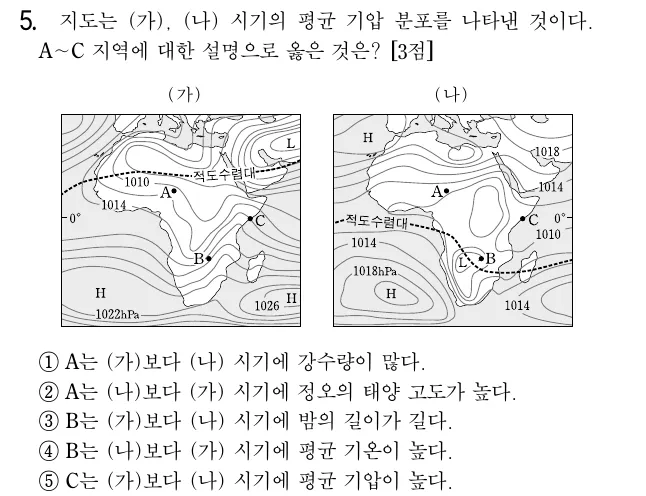 5. 지도는 (가), (나) 시기의 평균 기압 분포를 나타낸 것이다.
A~C 지역에 대한 설명으로 옳은 것은? [3점]
(가)
(나)
L
적도수렴대
1010
A
1014
0°
C
B
H
H
1026
1022hPa
H
1018
1014
A
적도수렴대
C
0°
1010
1014
L
B
1018hPa
H
1014
① A는 (가)보다 (나) 시기에 강수량이 많다.
② A는 (나)보다 (가) 시기에 정오의 태양 고도가 높다.
③ B는 (가)보다 (나) 시기에 밤의 길이가 길다.
④ B는 (나)보다 (가) 시기에 평균 기온이 높다.
⑤ C는 (가)보다 (나) 시기에 평균 기압이 높다.